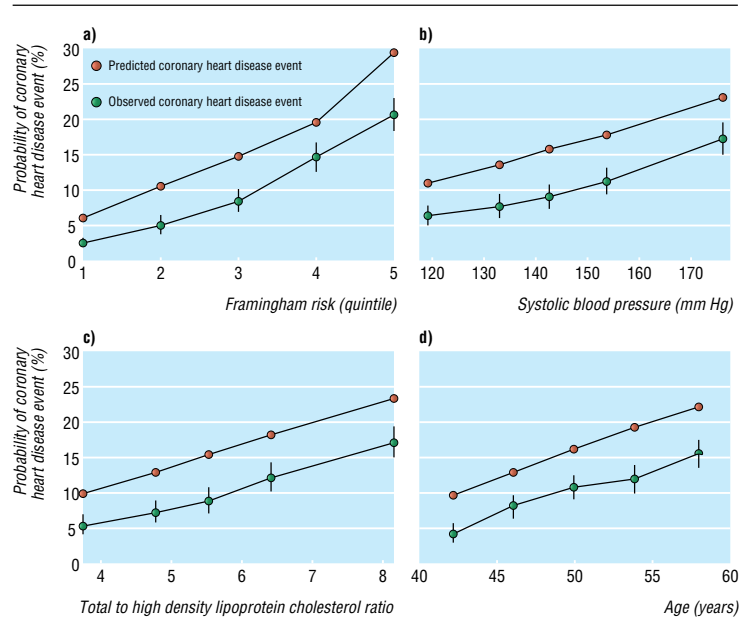 a)
b)
Probability of coronary
heart disease event (%)
30
25
20
15
10
5
0
Predicted coronary heart disease event
Observed coronary heart disease event
1
2
3
4
5
Framingham risk (quintile)
119
130
140
150
160
170
Systolic blood pressure (mm Hg)
c)
d)
Probability of coronary
heart disease event (%)
30
25
20
15
10
5
0
4
5
6
7
8
Total to high density lipoprotein cholesterol ratio
40
45
50
55
60
Age (years)